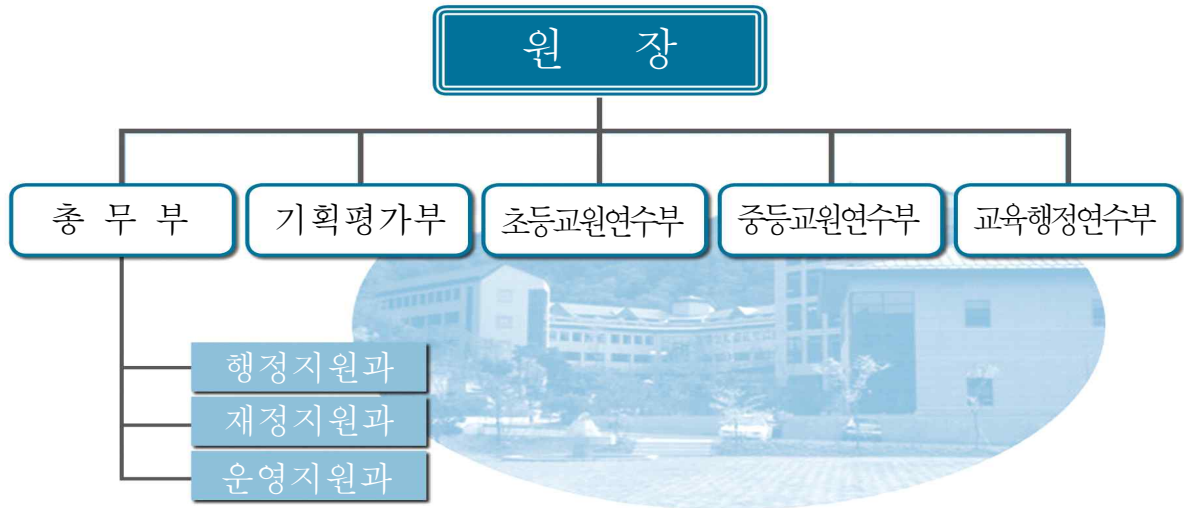 원 장
총 무 부
기획평가부
초등교원연수부
중등교원연수부
교육행정연수부
행정지원과
재정지원과
운영지원과